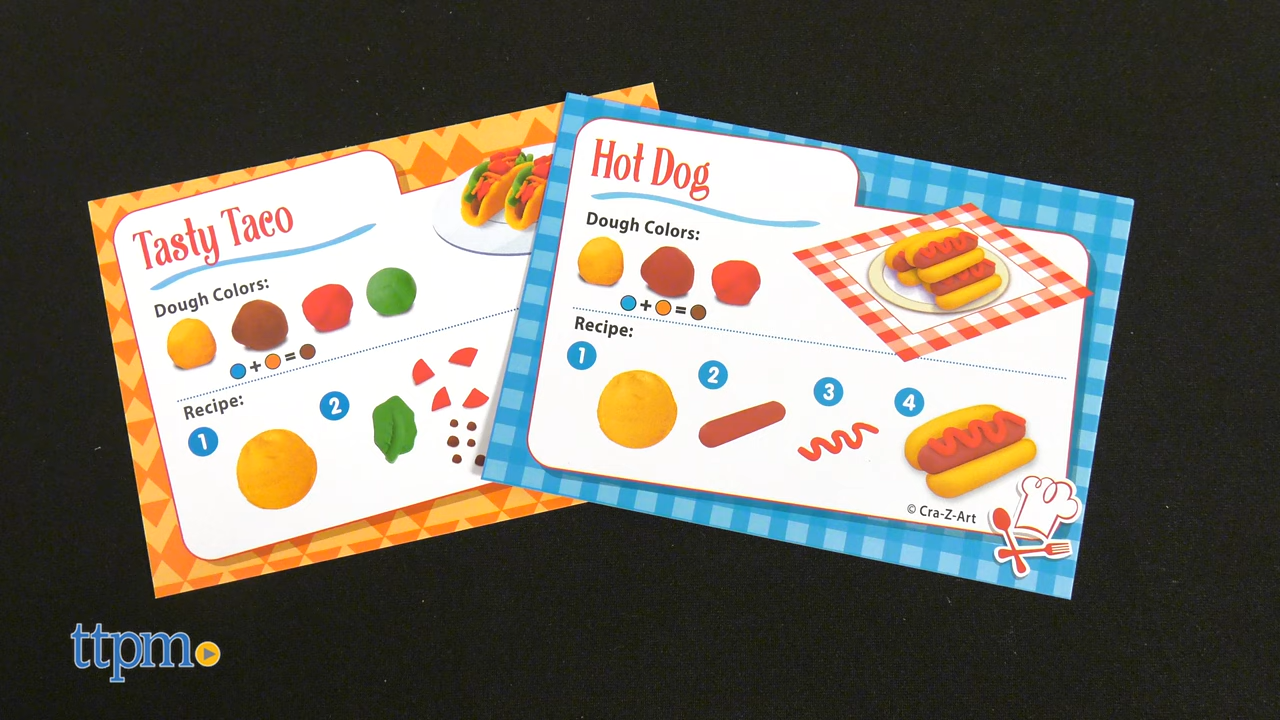 Tasty Taco
Dough Colors:
+ =
Recipe:
1
2
Hot Dog
Dough Colors:
+ =
Recipe:
1
2
3
4
© Cra-Z-Art
ttpm